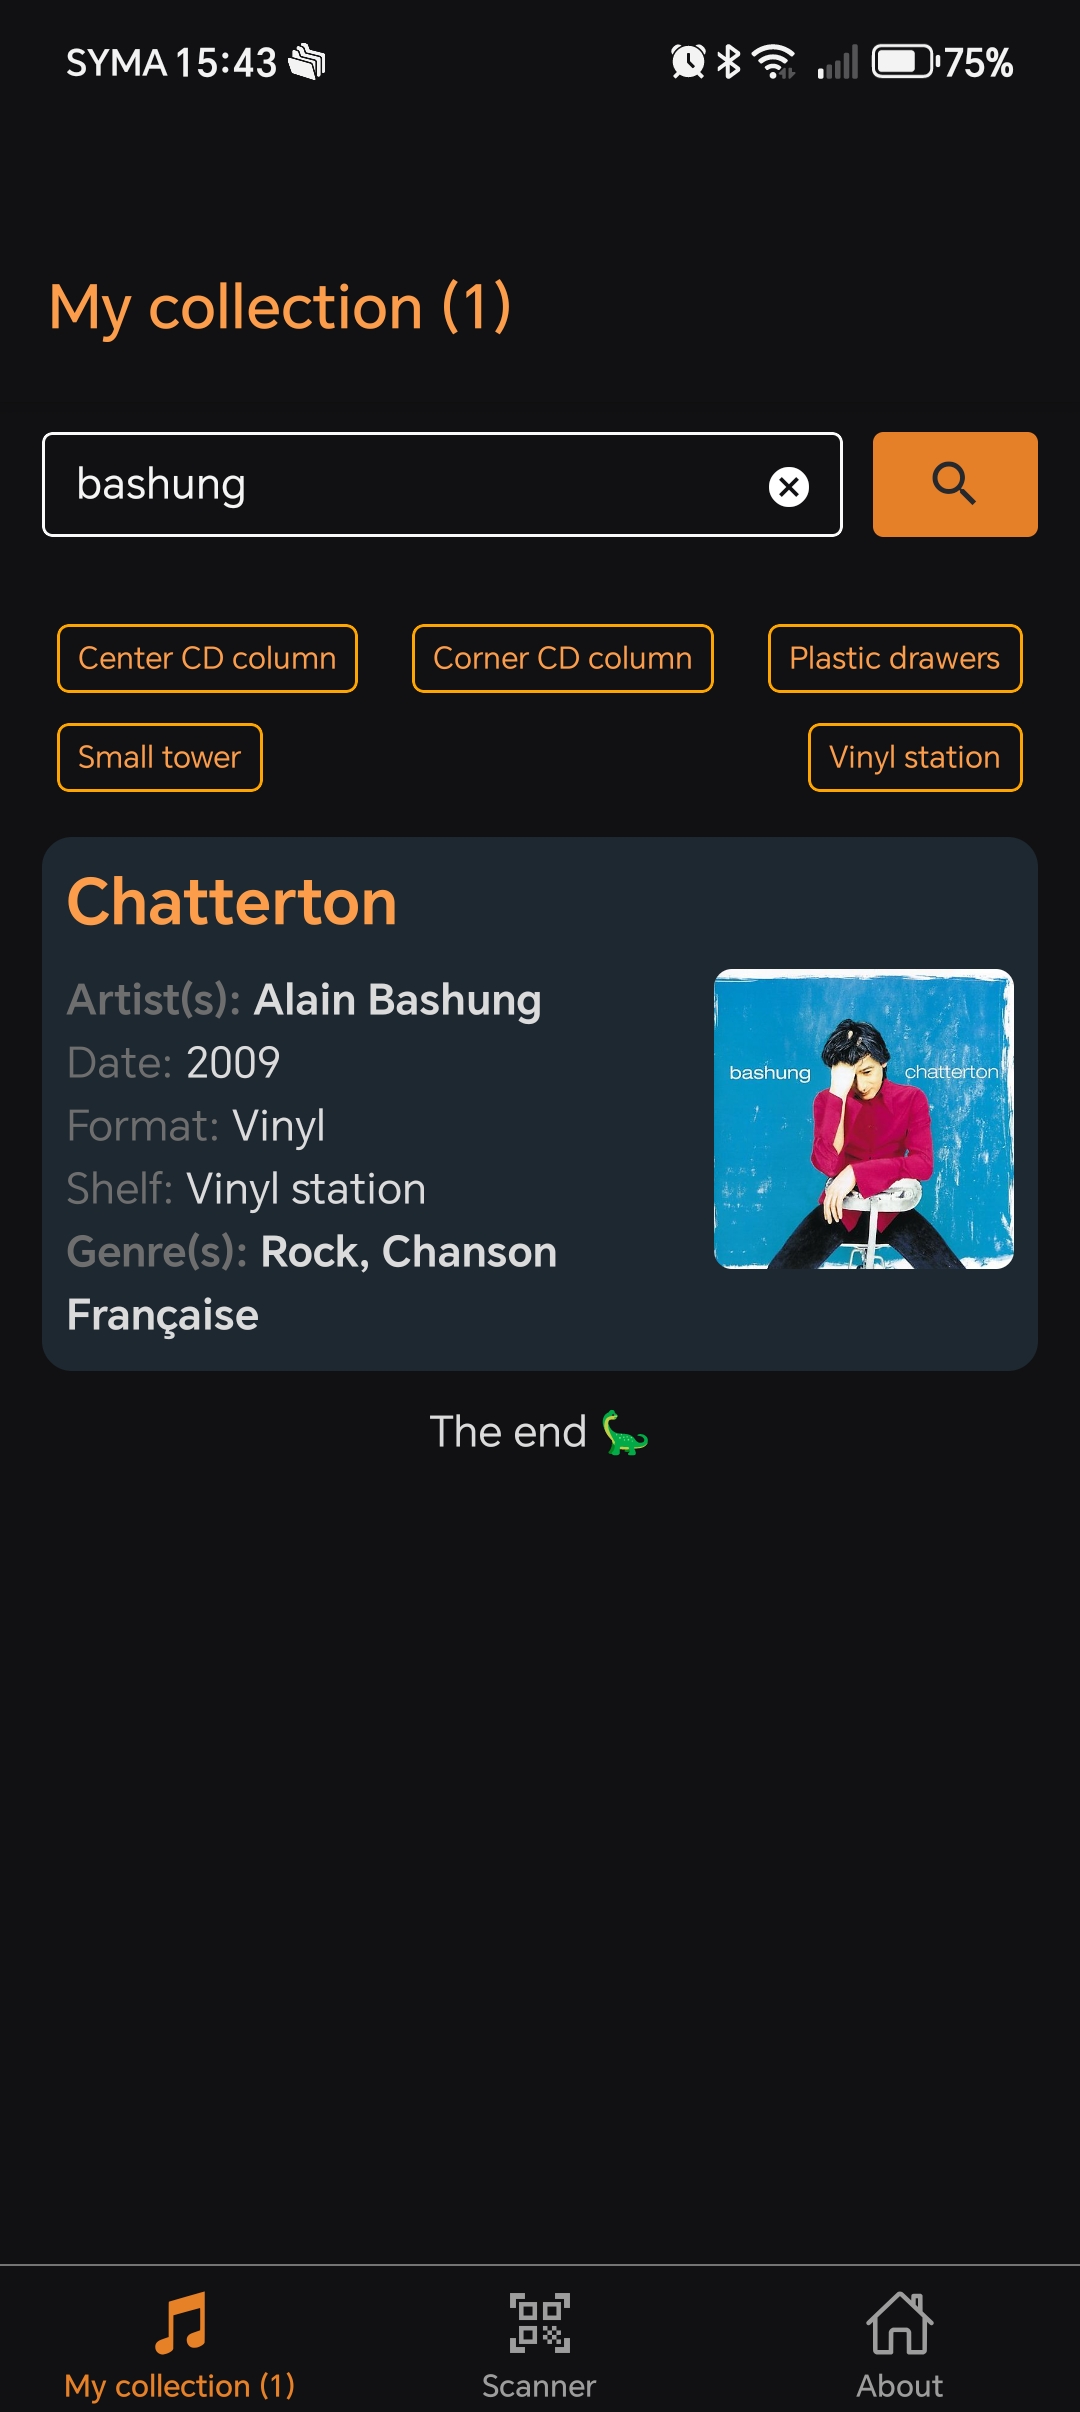 SYMA 15:43
75%
My collection (1)
bashung
Center CD column
Corner CD column
Plastic drawers
Small tower
Vinyl station
Chatterton
Artist(s): Alain Bashung
Date: 2009
Format: Vinyl
Shelf: Vinyl station
Genre(s): Rock, Chanson
Française
bashung
chatterton
The end 🦕
My collection (1)
Scanner
About